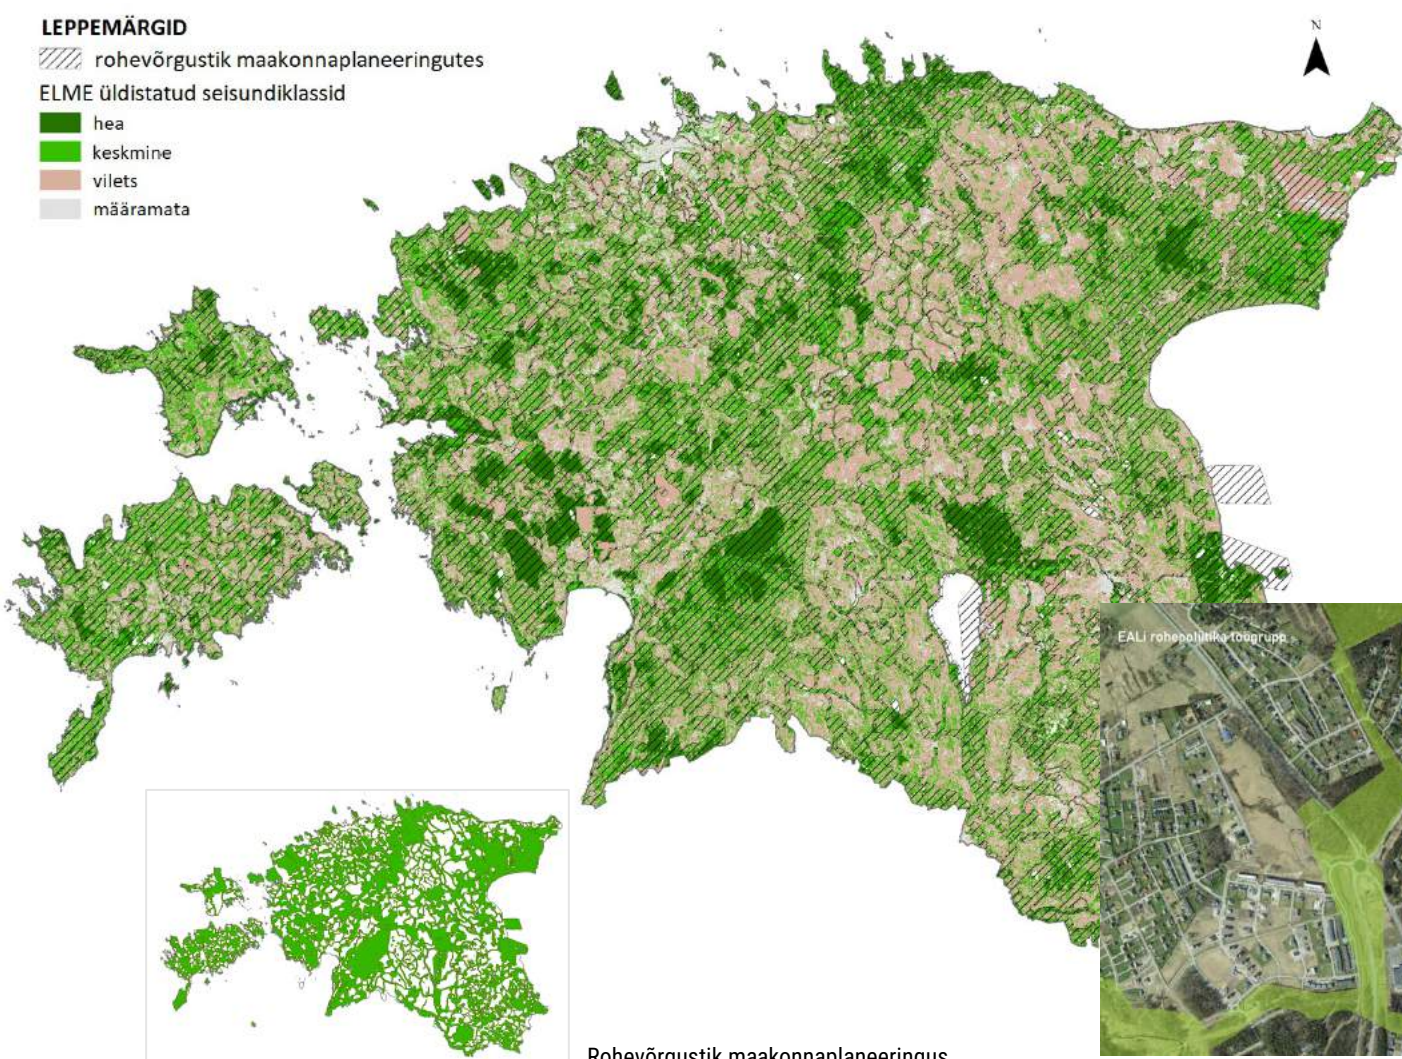 LEPPEMÄRGID
rohevõrgustik maakonnaplaneeringutes
ELME üldistatud seisundiklassid
hea
keskmine
vilets
määramata
N
EALi rohepoliitika töögrupp
Rohevõrgustik maakonnaplaneeringus